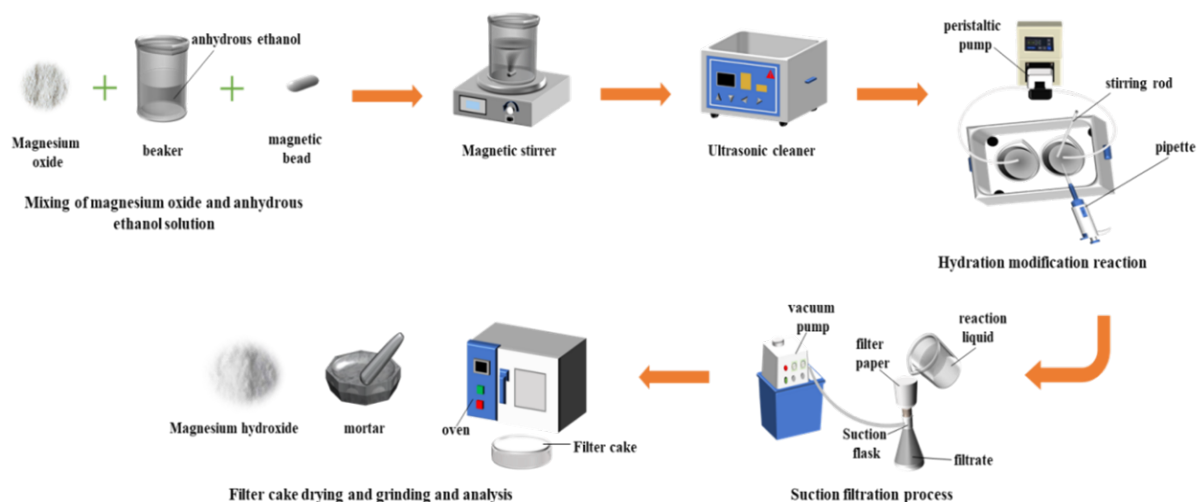 anhydrous ethanol
Magnesium
oxide
beaker
magnetic
bead
Mixing of magnesium oxide and anhydrous
ethanol solution
Magnetic stirrer
Ultrasonic cleaner
peristaltic
pump
stirring rod
pipette
Hydration modification reaction
vacuum
pump
filter
paper
reaction
liquid
Suction
flask
filtrate
Suction filtration process
Magnesium hydroxide
mortar
oven
Filter cake
Filter cake drying and grinding and analysis